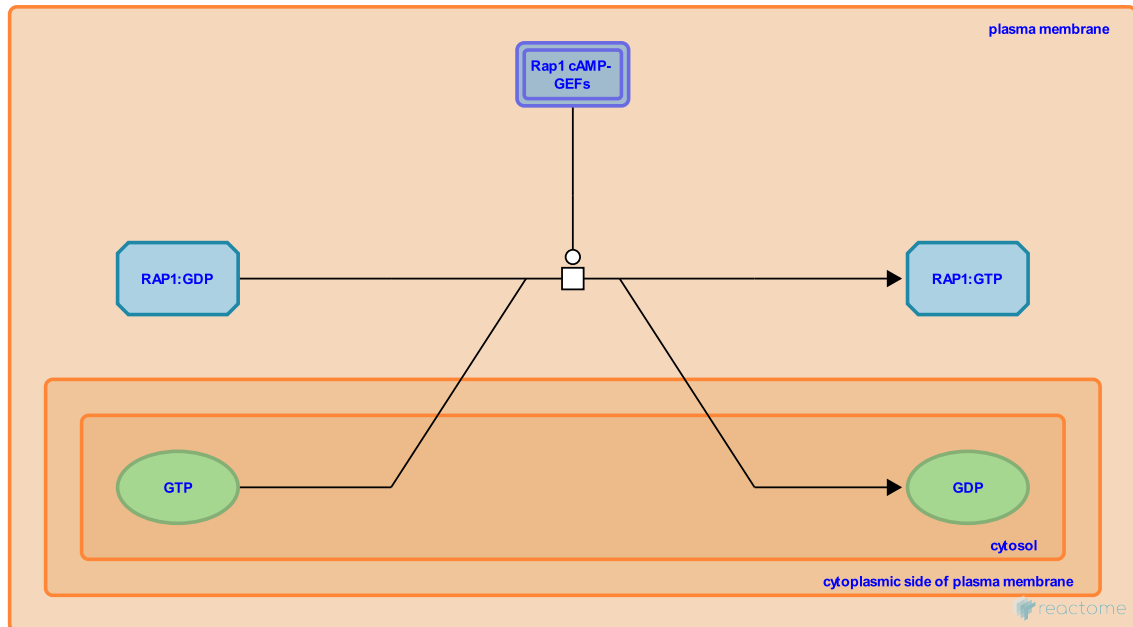 plasma membrane
Rap1 cAMP-
GEFs
RAP1:GDP
RAP1:GTP
GTP
GDP
cytosol
cytoplasmic side of plasma membrane
reactome